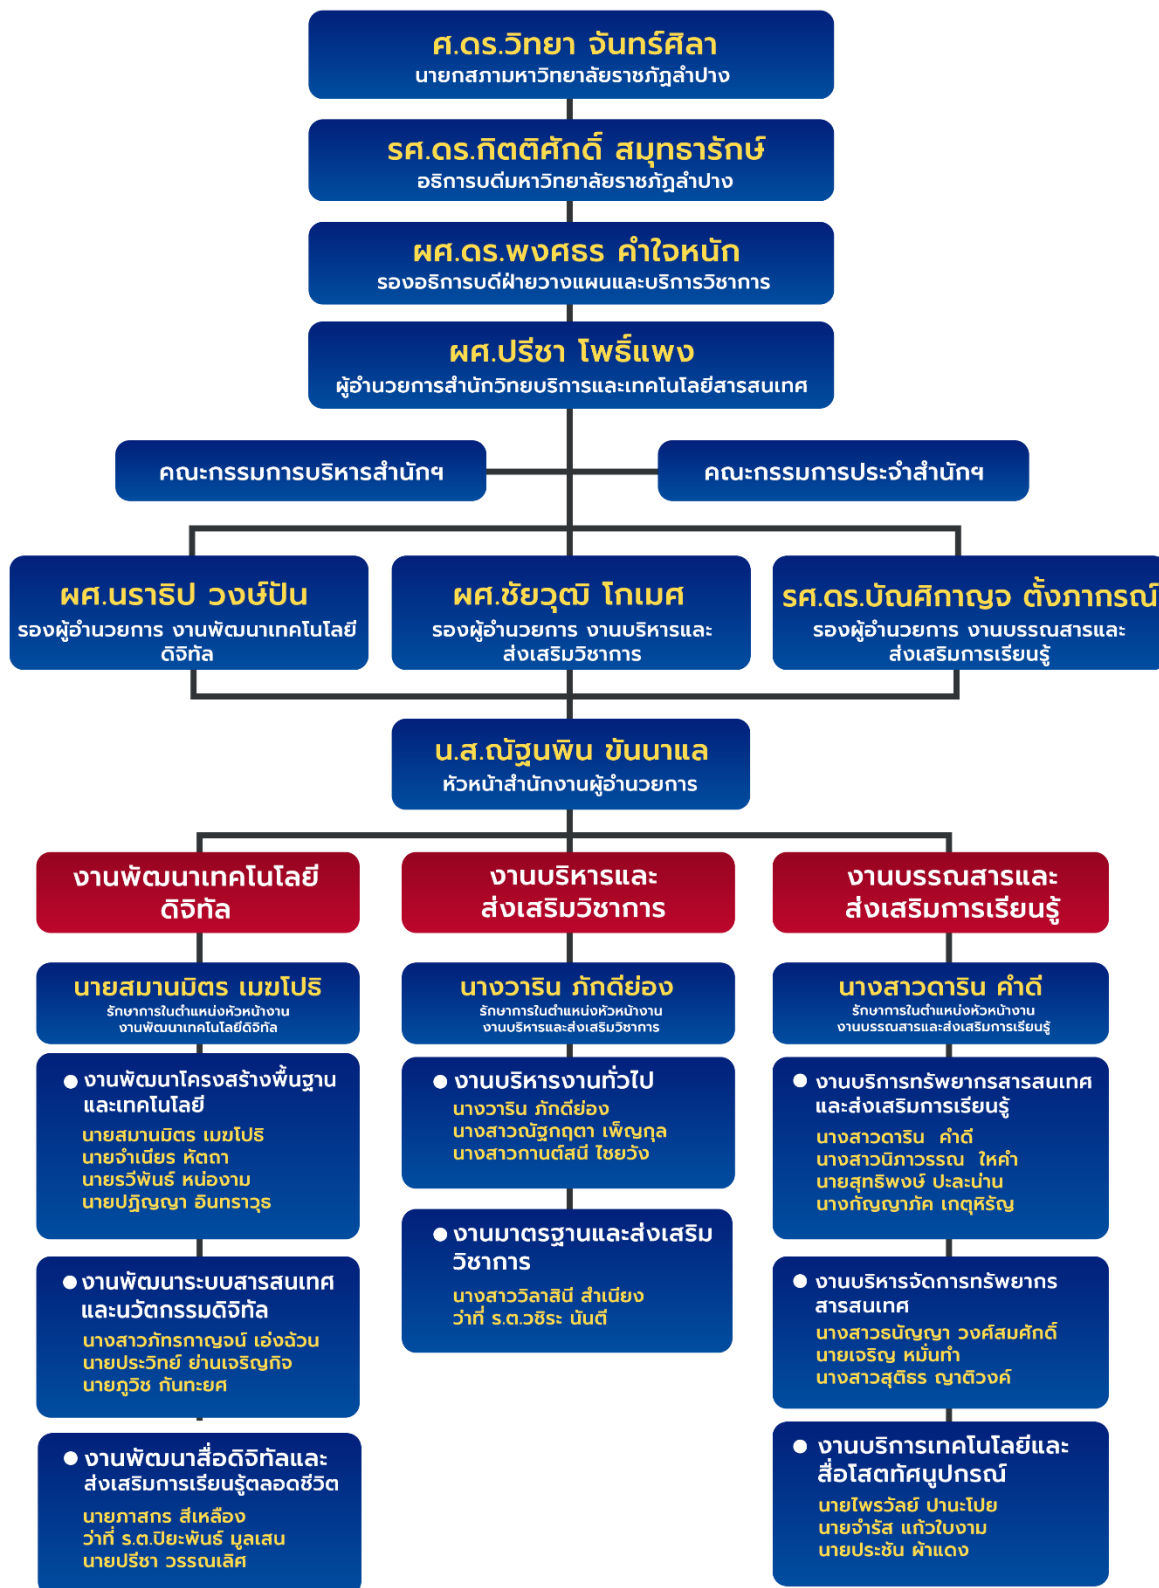 ศ.ดร.วิทยา จันทร์ศิลา
นายกสภามหาวิทยาลัยราชภัฏลำปาง
รศ.ดร.กิตติศักดิ์ สมุทธารักษ์
อธิการบดีมหาวิทยาลัยราชภัฏลำปาง
ผศ.ดร.พงศธร คำใจหนัก
รองอธิการบดีฝ่ายวางแผนและบริการวิชาการ
ผศ.ปรีชา โพธิ์แพง
ผู้อำนวยการสำนักวิทยบริการและเทคโนโลยีสารสนเทศ
คณะกรรมการบริหารสำนักฯ
คณะกรรมการประจำสำนักฯ
ผศ.นราธิป วงษ์ปัน
รองผู้อำนวยการ งานพัฒนาเทคโนโลยี
ดิจิทัล
ผศ.ชัยวุฒิ โกเมศ
รองผู้อำนวยการ งานบริหารและ
ส่งเสริมวิชาการ
รศ.ดร.บัณศิกาญจ ตั้งภากรณ์
รองผู้อำนวยการ งานบรรณสารและ
ส่งเสริมการเรียนรู้
น.ส.ณัฐนพิน ขันนาแล
หัวหน้าสำนักงานผู้อำนวยการ
งานพัฒนาเทคโนโลยี
ดิจิทัล
นายสมานมิตร เมฆโปธิ
รักษาการในตำแหน่งหัวหน้างาน
งานพัฒนาเทคโนโลยีดิจิทัล
● งานพัฒนาโครงสร้างพื้นฐาน
และเทคโนโลยี
นายสมานมิตร เมฆโปธิ
นายจำเนียร หัตถา
นายรวีพันธ์ หน่องาม
นายปฏิญญา อินทราวุธ
● งานพัฒนาระบบสารสนเทศ
และนวัตกรรมดิจิทัล
นางสาวภัทรกาญจน์ เอ่งฉ้วน
นายประวิทย์ ย่านเจริญกิจ
นายภูวิช กันทะยศ
● งานพัฒนาสื่อดิจิทัลและ
ส่งเสริมการเรียนรู้ตลอดชีวิต
นายภาสกร สีเหลือง
ว่าที่ ร.ต.ปิยะพันธ์ มูลเสน
นายปรีชา วรรณเลิศ
งานบริหารและ
ส่งเสริมวิชาการ
นางวาริน ภักดีย่อง
รักษาการในตำแหน่งหัวหน้างาน
งานบริหารและส่งเสริมวิชาการ
● งานบริหารงานทั่วไป
นางวาริน ภักดีย่อง
นางสาวณัฐกฤตา เพ็ญกุล
นางสาวกานต์สนี ไชยวัง
● งานมาตรฐานและส่งเสริม
วิชาการ
นางสาววิลาสินี สำเนียง
ว่าที่ ร.ต.วชิระ นันตี
งานบรรณสารและ
ส่งเสริมการเรียนรู้
นางสาวดาริน คำดี
รักษาการในตำแหน่งหัวหน้างาน
งานบรรณสารและส่งเสริมการเรียนรู้
● งานบริการทรัพยากรสารสนเทศ
และส่งเสริมการเรียนรู้
นางสาวดาริน คำดี
นางสาวนิภาวรรณ ใหคำ
นายสุทธิพงษ์ ปะละน่าน
นางกัญญาภัค เกตุหิรัญ
● งานบริหารจัดการทรัพยากร
สารสนเทศ
นางสาวธนัญญา วงศ์สมศักดิ์
นายเจริญ หมั่นทำ
นางสาวสุติธร ญาติวงค์
● งานบริการเทคโนโลยีและ
สื่อโสตทัศนูปกรณ์
นายไพรวัลย์ ปานะโปย
นายจำรัส แก้วใบงาม
นายประชัน ผ้าแดง